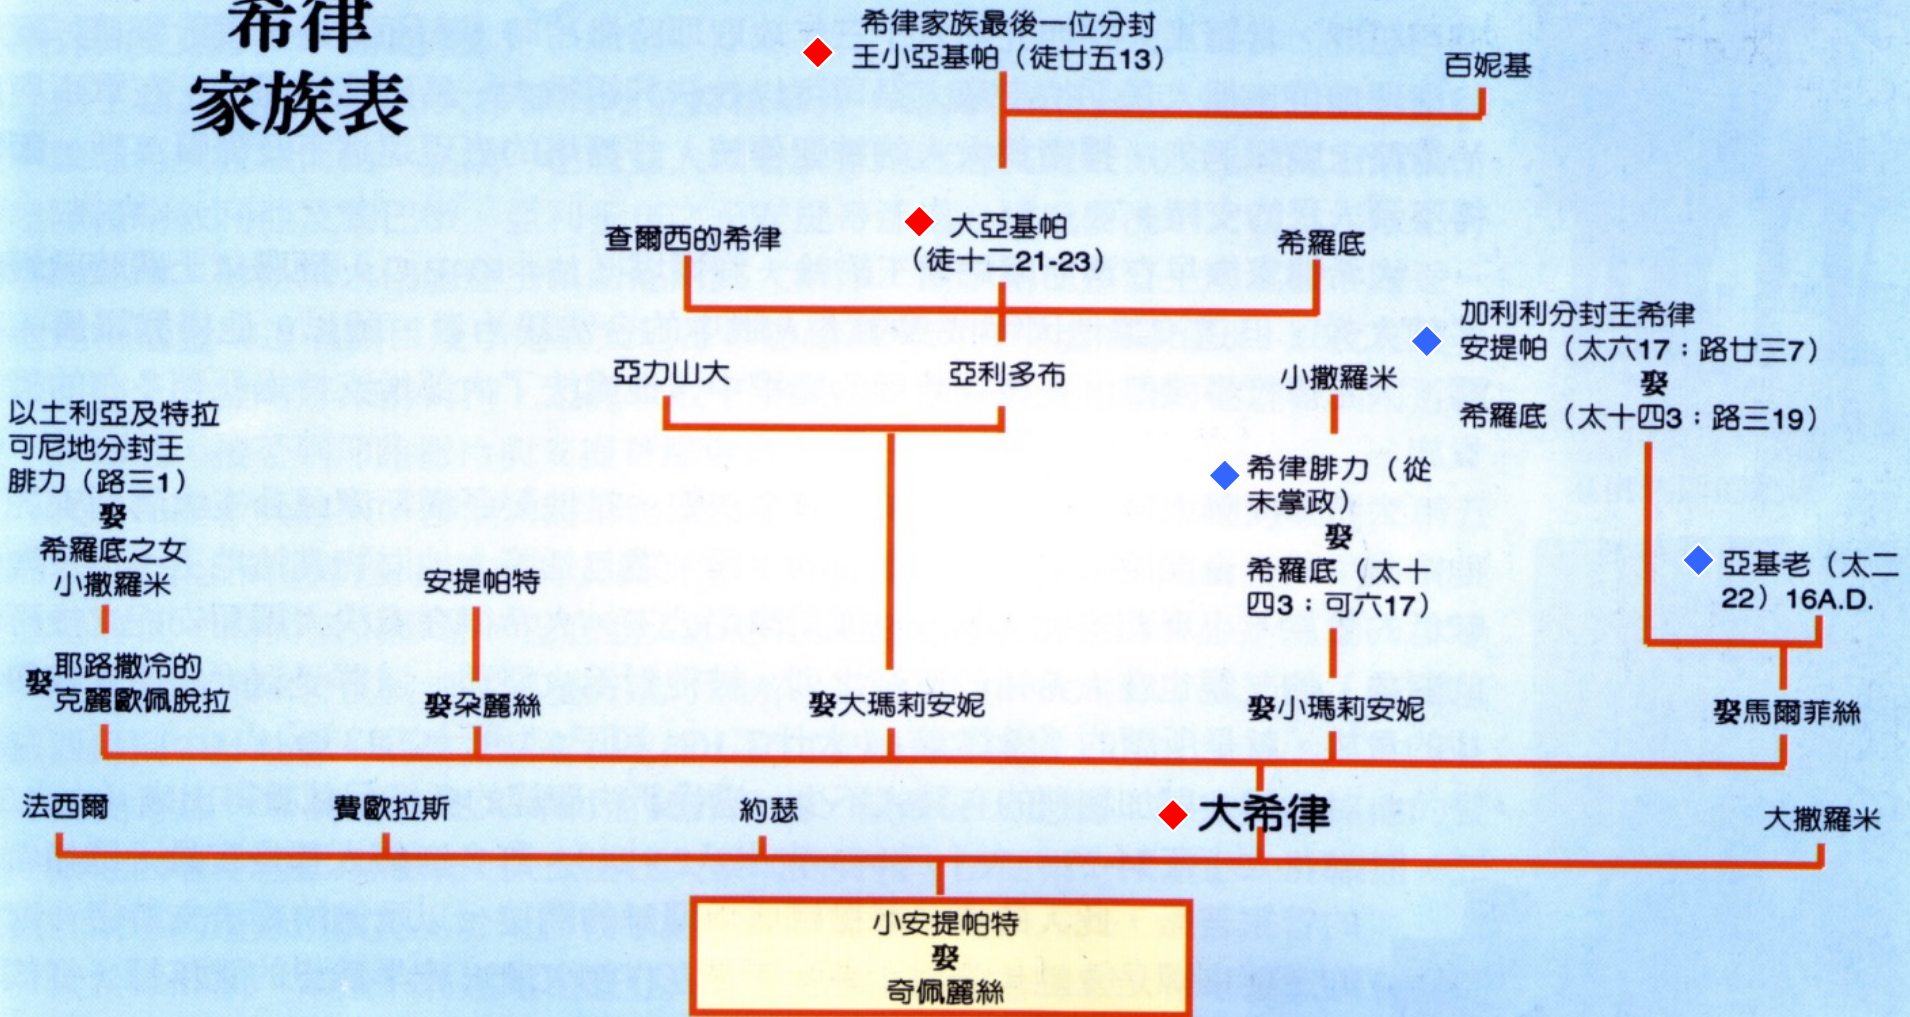 希律
家族表
希律家族最後一位分封
王小亞基帕（徒廿五13）
百妮基
查爾西的希律
大亞基帕
（徒十二21-23）
希羅底
加利利分封王希律
安提帕（太六17；路廿三7）
娶
希羅底（太十四3；路三19）
亞力山大
亞利多布
小撒羅米
以土利亞及特拉
可尼地分封王
腓力（路三1）
娶
希羅底之女
小撒羅米
安提帕特
希律腓力（從
未掌政）
娶
希羅底（太十
四3；可六17）
亞基老（太二
22）16A.D.
娶耶路撒冷的
克麗歐佩脫拉
娶朶麗絲
娶大瑪莉安妮
娶小瑪莉安妮
娶馬爾菲絲
法西爾
費歐拉斯
約瑟
大希律
大撒羅米
小安提帕特
娶
奇佩麗絲